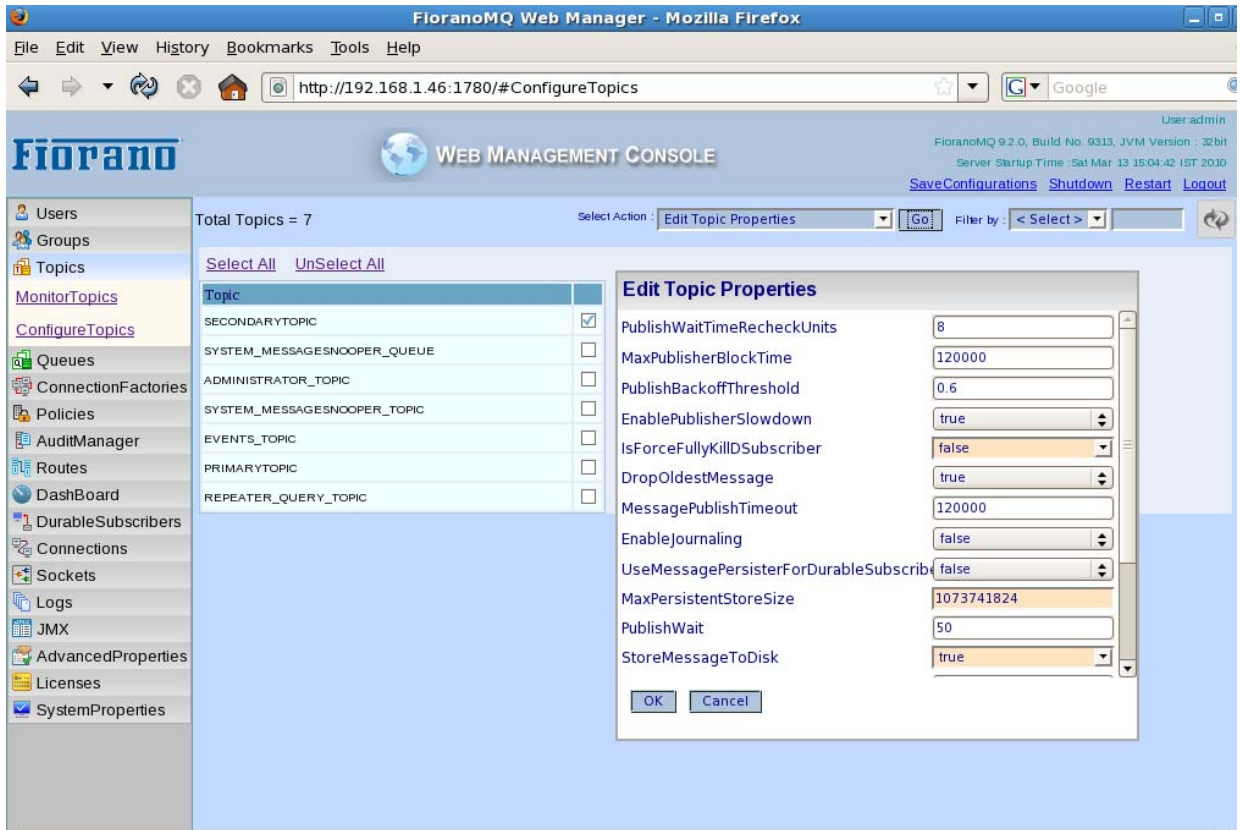 FioranoMQ Web Manager - Mozilla Firefox
File Edit View History Bookmarks Tools Help
http://192.168.1.46:1780/#ConfigureTopics
G Google
User:admin
Fiorano
WEB MANAGEMENT CONSOLE
FioranoMQ 9.2.0, Build No. 9313, JVM Version : 32bit
Server Startup Time :Sat Mar 13 15:04:42 IST 2010
SaveConfigurations Shutdown Restart Logout
Users
Groups
Topics
MonitorTopics
ConfigureTopics
Queues
ConnectionFactories
Policies
AuditManager
Routes
DashBoard
DurableSubscribers
Connections
Sockets
Logs
JMX
AdvancedProperties
Licenses
SystemProperties
Total Topics = 7
Select Action : Edit Topic Properties Go Filter by : < Select >
Select All UnSelect All
Topic
SECONDARYTOPIC
SYSTEM_MESSAGESNOOPER_QUEUE
ADMINISTRATOR_TOPIC
SYSTEM_MESSAGESNOOPER_TOPIC
EVENTS_TOPIC
PRIMARYTOPIC
REPEATER_QUERY_TOPIC
Edit Topic Properties
PublishWaitTimeRecheckUnits 8
MaxPublisherBlockTime 120000
PublishBackoffThreshold 0.6
EnablePublisherSlowdown true
IsForceFullyKillDSubscriber false
DropOldestMessage true
MessagePublishTimeout 120000
EnableJournaling false
UseMessagePersisterForDurableSubscribe false
MaxPersistentStoreSize 1073741824
PublishWait 50
StoreMessageToDisk true
OK Cancel